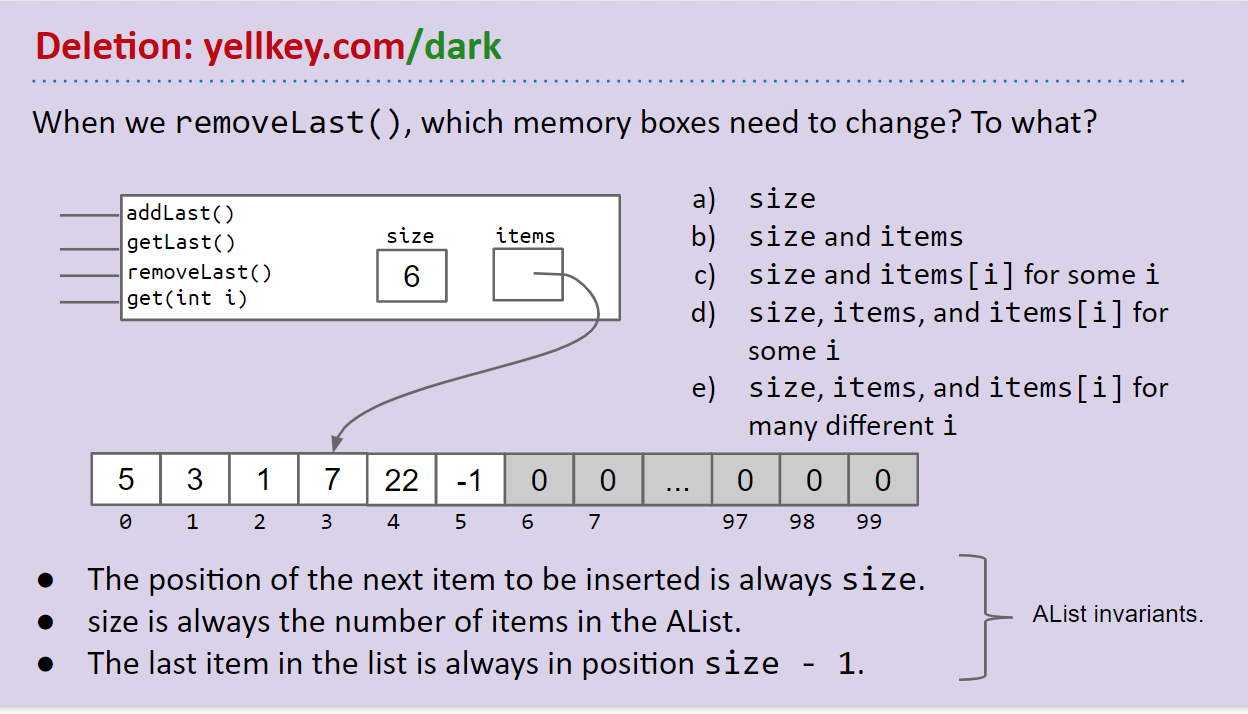 Deletion: yellkey.com/dark
When we removeLast(), which memory boxes need to change? To what?
addLast()
getLast()
removeLast()
get(int i)
size
items
6
a) size
b) size and items
c) size and items[i] for some i
d) size, items, and items[i] for
some i
e) size, items, and items[i] for
many different i
5 3 1 7 22 -1 0 0 ... 0 0 0
0 1 2 3 4 5 6 7 97 98 99
● The position of the next item to be inserted is always size.
● size is always the number of items in the AList.
● The last item in the list is always in position size - 1.
AList invariants.